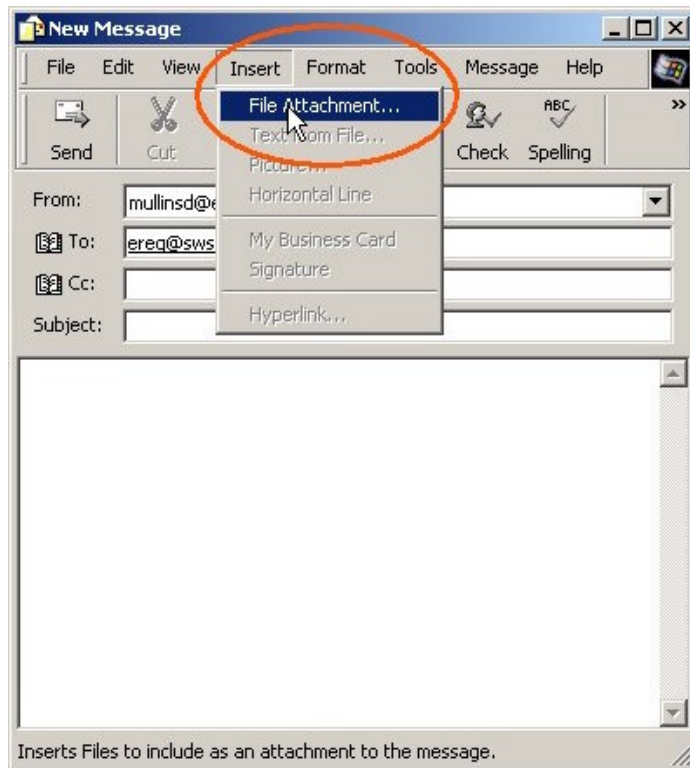 New Message
File Edit View Insert Format Tools Message Help
File Attachment...
Text from File...
Picture...
Horizontal Line
My Business Card
Signature
Hyperlink...
Send Cut Check Spelling
ABC
»
From: mullinsd@
To: ereq@sws
Cc:
Subject:
Inserts Files to include as an attachment to the message.